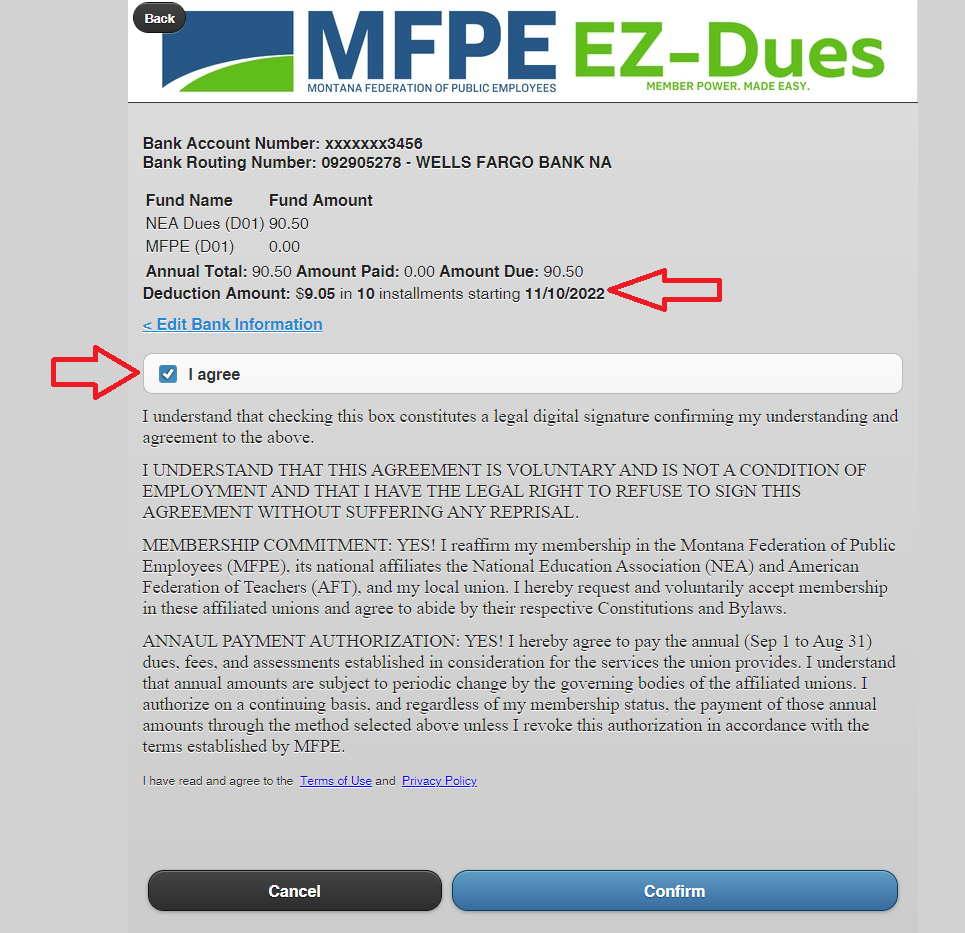 Back
MFPE EZ-Dues
MONTANA FEDERATION OF PUBLIC EMPLOYEES MEMBER POWER. MADE EASY.
Bank Account Number: xxxxxxx3456
Bank Routing Number: 092905278 - WELLS FARGO BANK NA
Fund Name Fund Amount
NEA Dues (D01) 90.50
MFPE (D01) 0.00
Annual Total: 90.50 Amount Paid: 0.00 Amount Due: 90.50
Deduction Amount: $9.05 in 10 installments starting 11/10/2022
< Edit Bank Information
I agree
I understand that checking this box constitutes a legal digital signature confirming my understanding and
agreement to the above.
I UNDERSTAND THAT THIS AGREEMENT IS VOLUNTARY AND IS NOT A CONDITION OF
EMPLOYMENT AND THAT I HAVE THE LEGAL RIGHT TO REFUSE TO SIGN THIS
AGREEMENT WITHOUT SUFFERING ANY REPRISAL.
MEMBERSHIP COMMITMENT: YES! I reaffirm my membership in the Montana Federation of Public
Employees (MFPE), its national affiliates the National Education Association (NEA) and American
Federation of Teachers (AFT), and my local union. I hereby request and voluntarily accept membership
in these affiliated unions and agree to abide by their respective Constitutions and Bylaws.
ANNAUL PAYMENT AUTHORIZATION: YES! I hereby agree to pay the annual (Sep 1 to Aug 31)
dues, fees, and assessments established in consideration for the services the union provides. I understand
that annual amounts are subject to periodic change by the governing bodies of the affiliated unions. I
authorize on a continuing basis, and regardless of my membership status, the payment of those annual
amounts through the method selected above unless I revoke this authorization in accordance with the
terms established by MFPE.
I have read and agree to the Terms of Use and Privacy Policy
Cancel Confirm